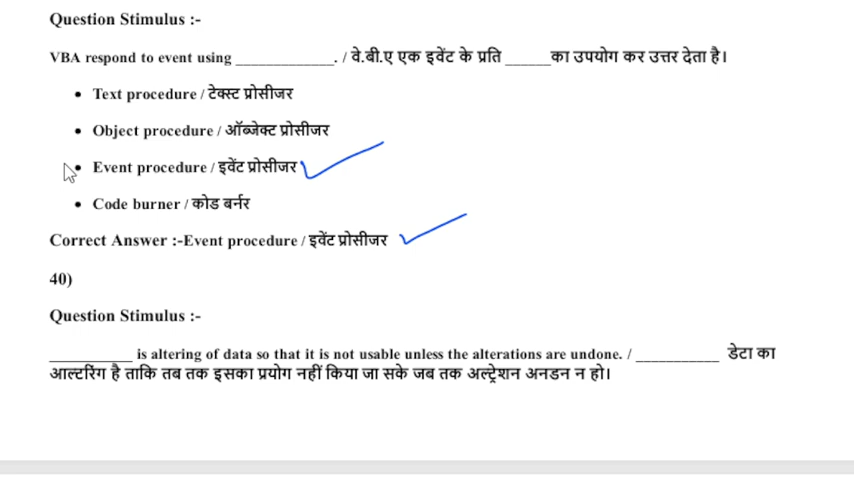 Question Stimulus :-
VBA respond to event using _____________. / वे.बी.ए एक इवेंट के प्रति ______का उपयोग कर उत्तर देता है।
• Text procedure / टेक्स्ट प्रोसीजर
• Object procedure / ऑब्जेक्ट प्रोसीजर
• Event procedure / इवेंट प्रोसीजर
• Code burner / कोड बर्नर
Correct Answer :-Event procedure / इवेंट प्रोसीजर
40)
Question Stimulus :-
___________ is altering of data so that it is not usable unless the alterations are undone. / ___________ डेटा का
आल्टरिंग है ताकि तब तक इसका प्रयोग नहीं किया जा सके जब तक अल्ट्रेशन अनडन न हो।